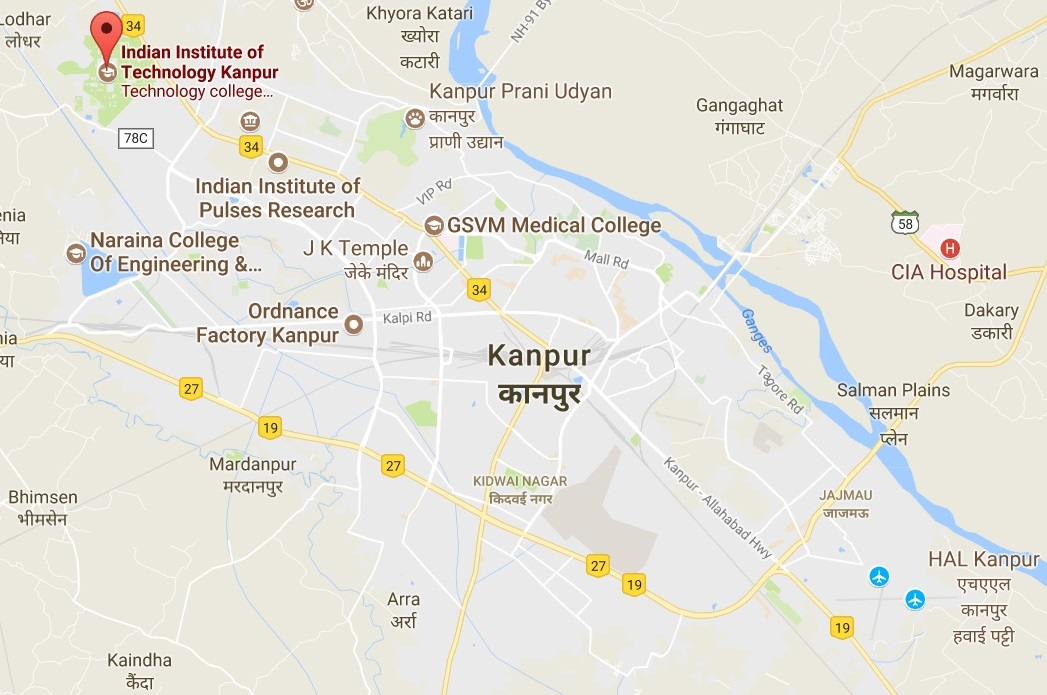 Lodhar
लोधर
34
Khyora Katari
ख्योरा
कटारी
NH-91 By
Indian Institute of
Technology Kanpur
Technology college...
78C
34
Kanpur Prani Udyan
कानपुर
प्राणी उद्यान
Gangaghat
गंगाघाट
Magarwara
मगर्वारा
Indian Institute of
Pulses Research
VIP Rd
enia
GSVM Medical College
58
Naraina College
Of Engineering &...
J K Temple
जेके मंदिर
Mall Rd
H
CIA Hospital
34
Ordnance
Factory Kanpur
Kalpi Rd
Ganges
Dakary
डकारी
Kanpur
कानपुर
27
Tagore Rd
Salman Plains
सलमान
प्लेन
19
27
Mardanpur
मरदानपुर
KIDWAI NAGAR
किदवई नगर
Kanpur - Allahabad Hwy
JAJMAU
जाजमऊ
Bhimsen
भीमसेन
27
19
HAL Kanpur
एचएएल
कानपुर
हवाई पट्टी
Arra
अर्रा
19
Kaindha
कैंदा